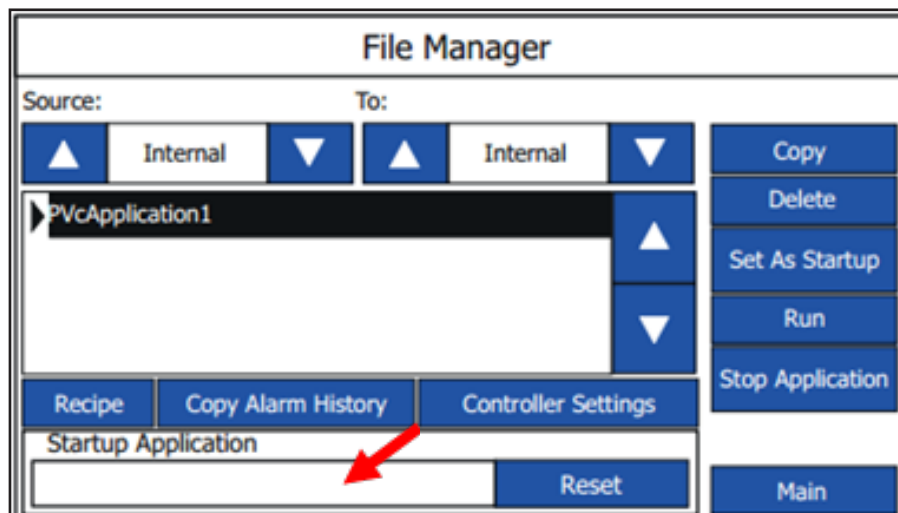 File Manager
Source: To:
Internal Internal Copy
PVcApplication1 Delete
Set As Startup
Run
Recipe Copy Alarm History Controller Settings Stop Application
Startup Application
Reset Main